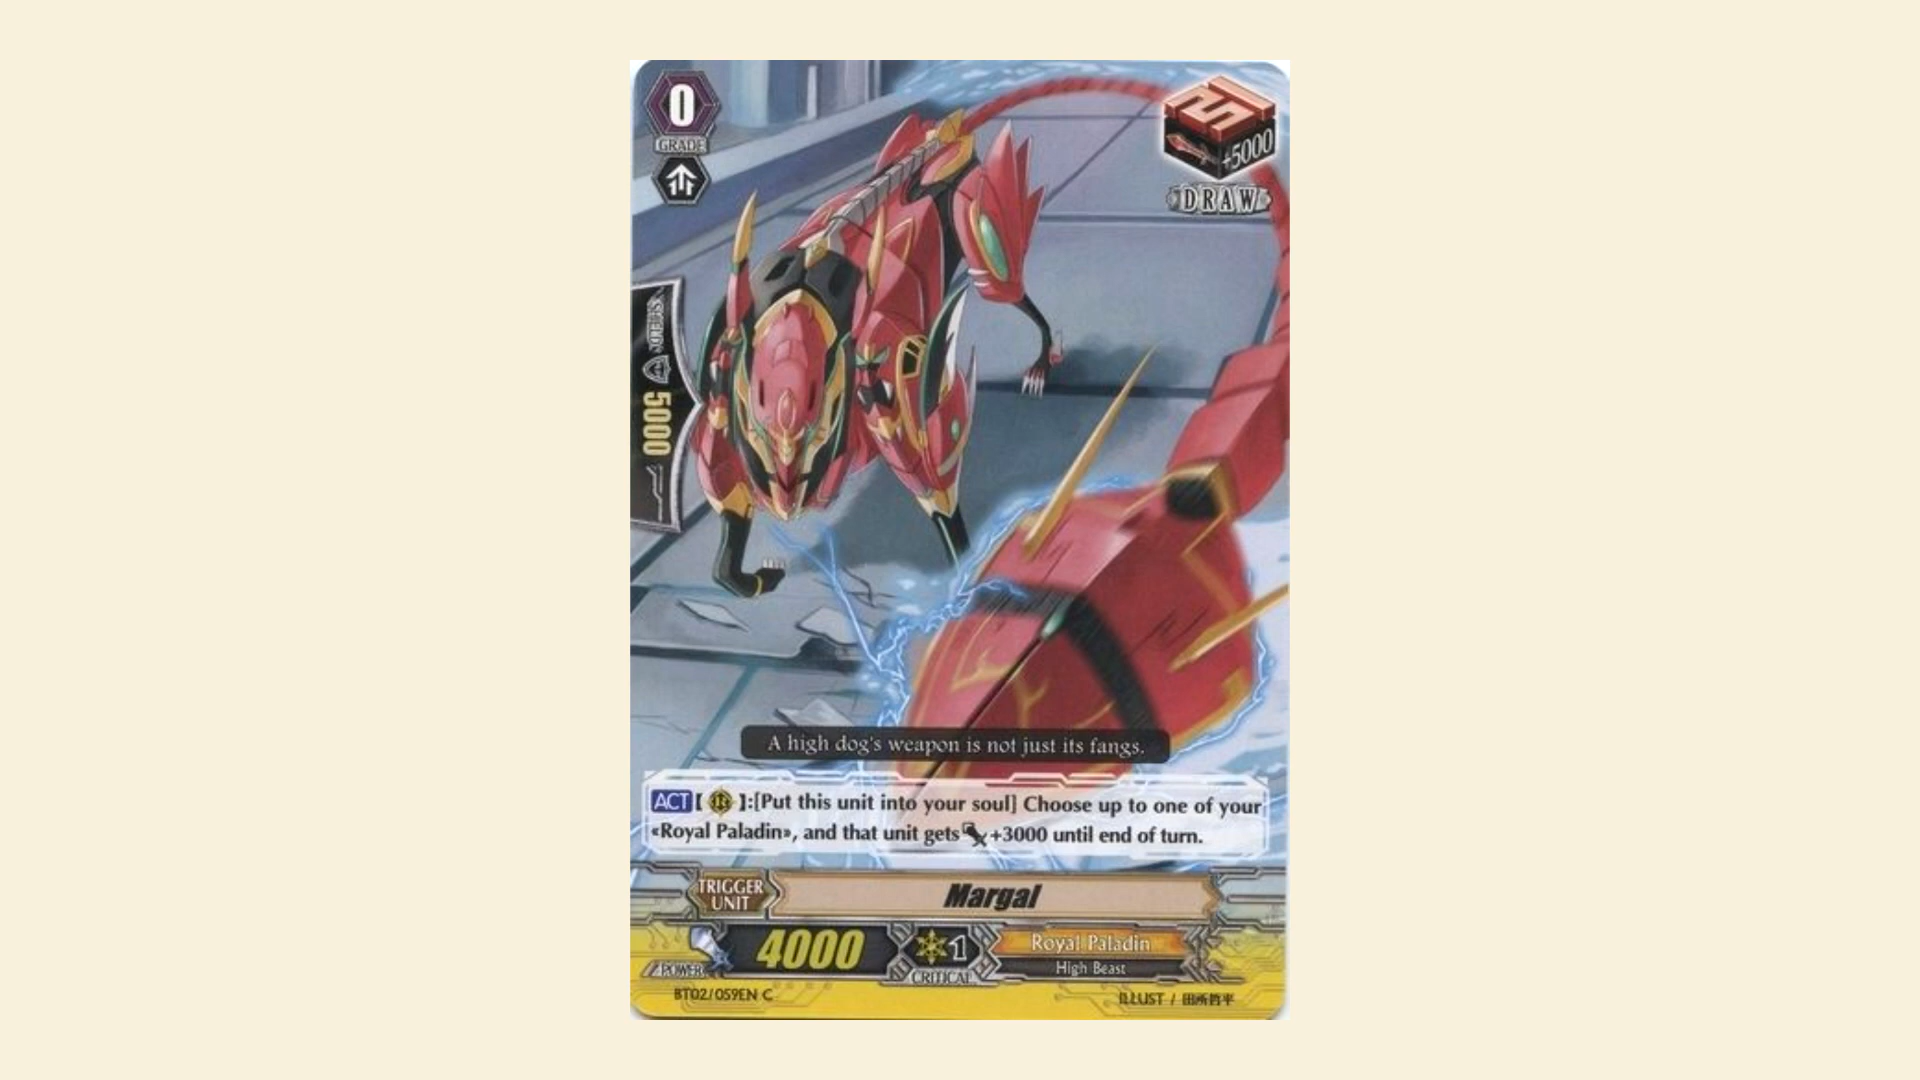 0
GRADE
+5000
DRAW
SHIELD
5000
A high dog's weapon is not just its fangs.
ACT [ R ]:[Put this unit into your soul] Choose up to one of your
«Royal Paladin», and that unit gets +3000 until end of turn.
TRIGGER
UNIT
Margal
POWER
4000
1
CRITICAL
Royal Paladin
High Beast
BT02/059EN C
ILLUST / 田所哲平